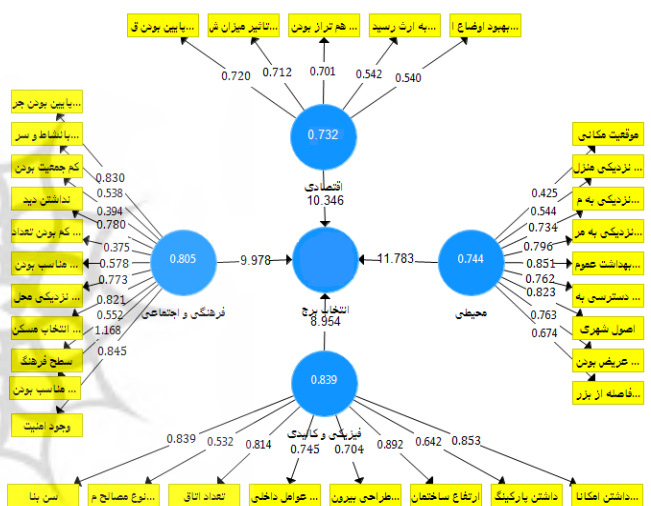 پایین بودن ق...
تاثیر میزان ش...
هم تراز بودن ...
به ارث رسید...
بهبود اوضاع ا...
0.720
0.712
0.701
0.542
0.540
0.732
اقتصادی
10.346
پایین بودن جر...
بانشاط و سر...
کم جمعیت بودن
نداشتن دید
کم بودن تعداد ...
مناسب بودن ...
نزدیکی محل ...
انتخاب مسکن ...
سطح فرهنگ
مناسب بودن ...
وجود امنیت
0.830
0.538
0.394
0.780
0.375
0.578
0.773
0.821
0.552
1.168
0.845
0.805
فرهنگی و اجتماعی
9.978
انتخاب برج
11.783
0.744
محیطی
موقعیت مکانی
نزدیکی منزل ...
نزدیکی به م...
نزدیکی به هر...
بهداشت عموم...
دسترسی به ...
اصول شهری
عریض بودن ...
فاصله از بزر...
0.425
0.544
0.734
0.796
0.851
0.762
0.823
0.763
0.674
8.954
0.839
فیزیکی و کالبدی
0.839
0.532
0.814
0.745
0.704
0.892
0.642
0.853
سن بنا
نوع مصالح م...
تعداد اتاق
عوامل داخلی ...
طراحی بیرون...
ارتفاع ساختمان
داشتن پارکینگ
داشتن امکانا...